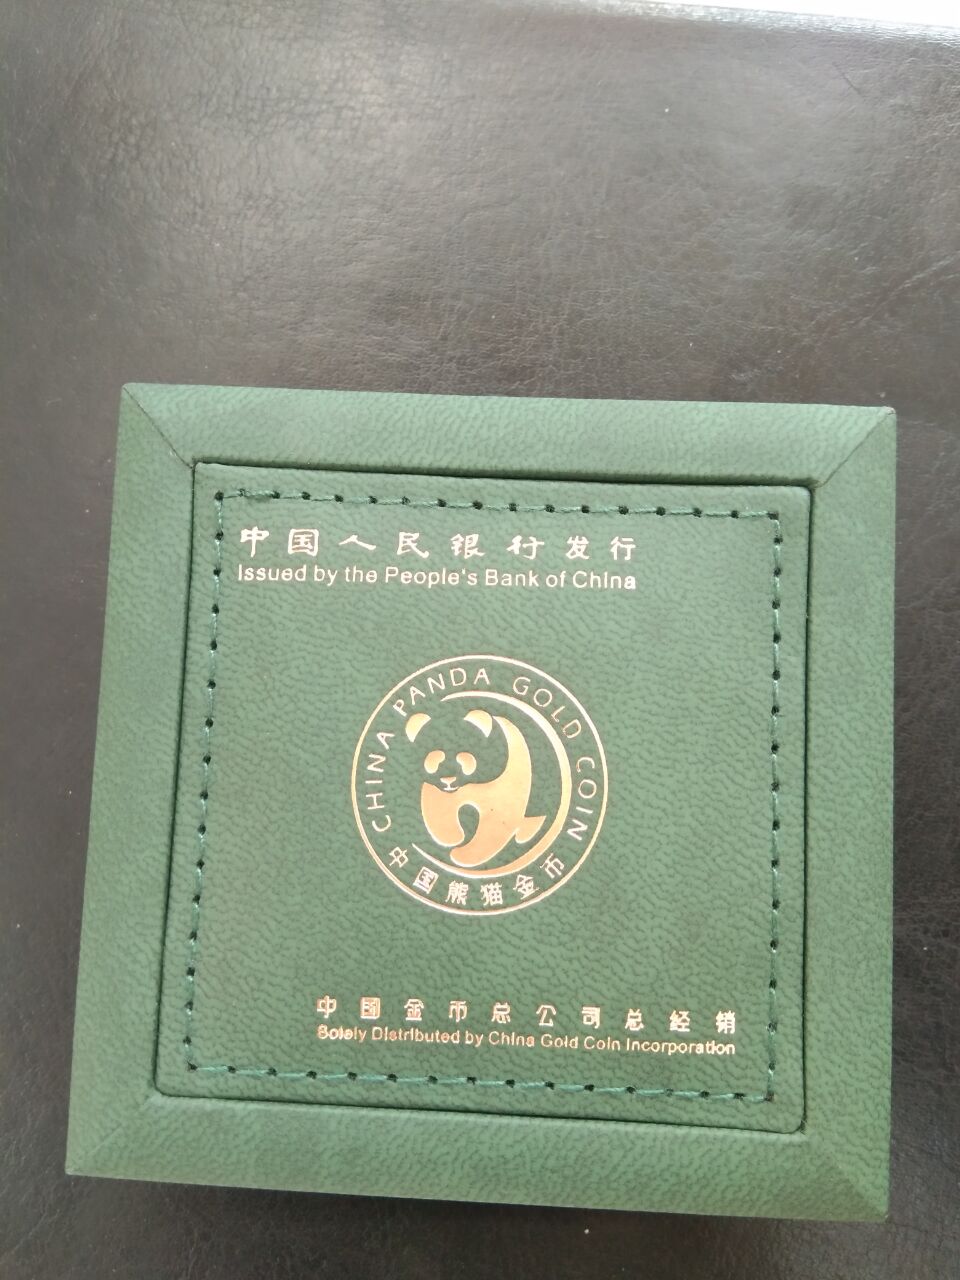 中国人民银行发行
Issued by the People's Bank of China
CHINA PANDA GOLD COIN
中国熊猫金币
中国金币总公司总经销
Solely Distributed by China Gold Coin Incorporation